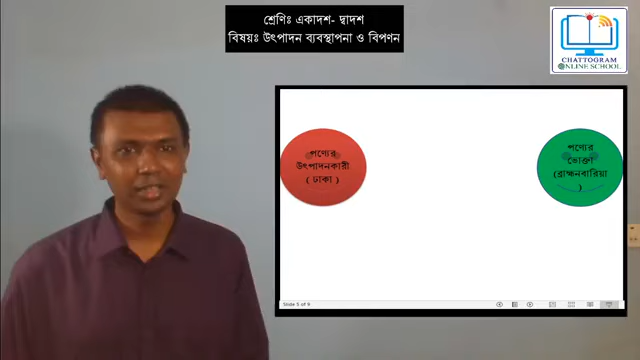 শ্রেণিঃ একাদশ- দ্বাদশ
বিষয়ঃ উৎপাদন ব্যবস্থাপনা ও বিপণন
CHATTOGRAM
ONLINE SCHOOL
পণ্যের
উৎপাদনকারী
( ঢাকা )
পণ্যের
ভোক্তা
(ব্রাহ্মনবারিয়া
)
Slide 5 of 9